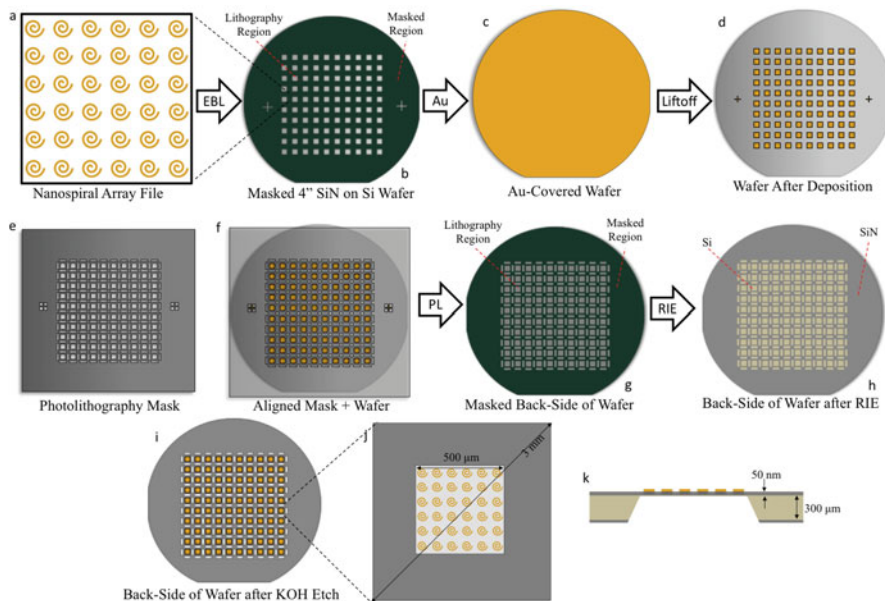 a
Nanospiral Array File
EBL
Lithography
Region
Masked
Region
b
Masked 4” SiN on Si Wafer
Au
c
Au-Covered Wafer
Liftoff
d
Wafer After Deposition
e
Photolithography Mask
f
Aligned Mask + Wafer
PL
Lithography
Region
Masked
Region
g
Masked Back-Side of Wafer
RIE
Si
SiN
h
Back-Side of Wafer after RIE
i
Back-Side of Wafer after KOH Etch
j
500 μm
3 mm
k
50 nm
300 μm